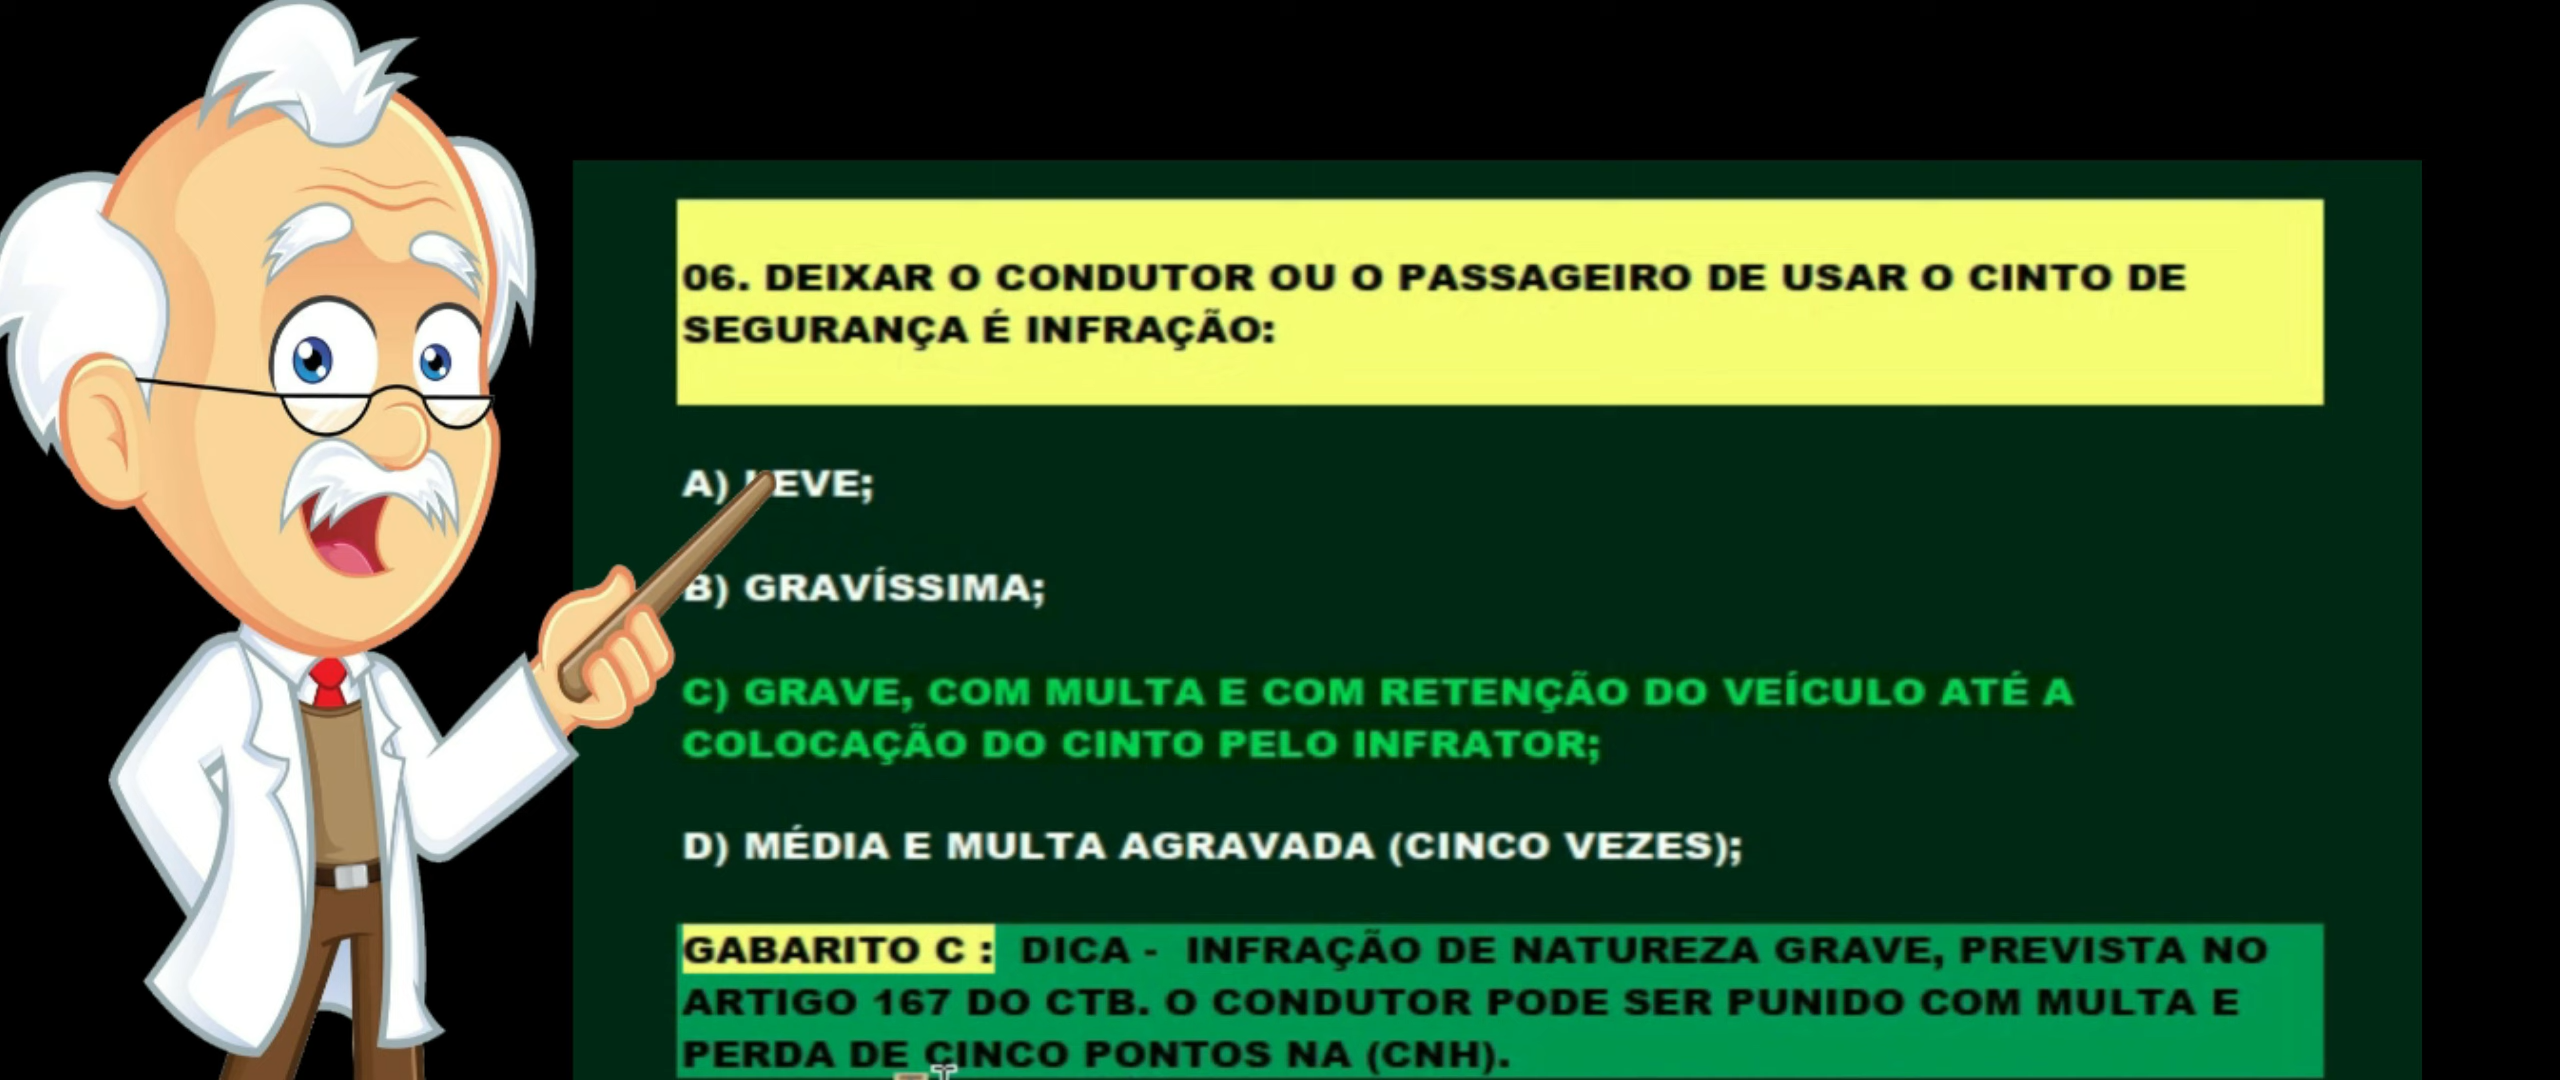 06. DEIXAR O CONDUTOR OU O PASSAGEIRO DE USAR O CINTO DE
SEGURANÇA É INFRAÇÃO:
A) LEVE;
B) GRAVÍSSIMA;
C) GRAVE, COM MULTA E COM RETENÇÃO DO VEÍCULO ATÉ A
COLOCAÇÃO DO CINTO PELO INFRATOR;
D) MÉDIA E MULTA AGRAVADA (CINCO VEZES);
GABARITO C : DICA - INFRAÇÃO DE NATUREZA GRAVE, PREVISTA NO
ARTIGO 167 DO CTB. O CONDUTOR PODE SER PUNIDO COM MULTA E
PERDA DE CINCO PONTOS NA (CNH).